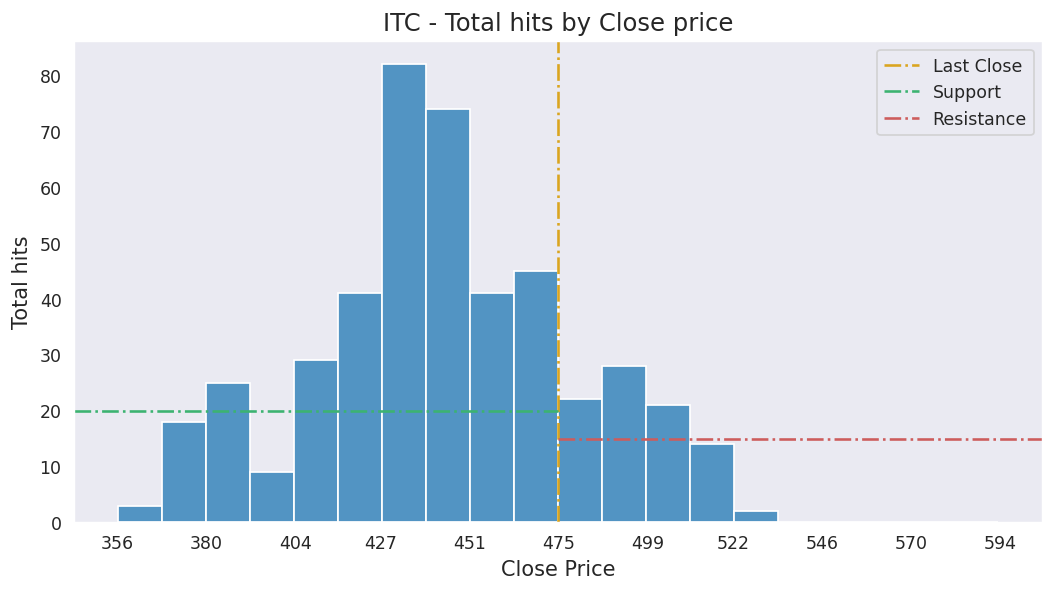 ITC - Total hits by Close price
Last Close
Support
Resistance
Total hits
80
70
60
50
40
30
20
10
0
356 380 404 427 451 475 499 522 546 570 594
Close Price